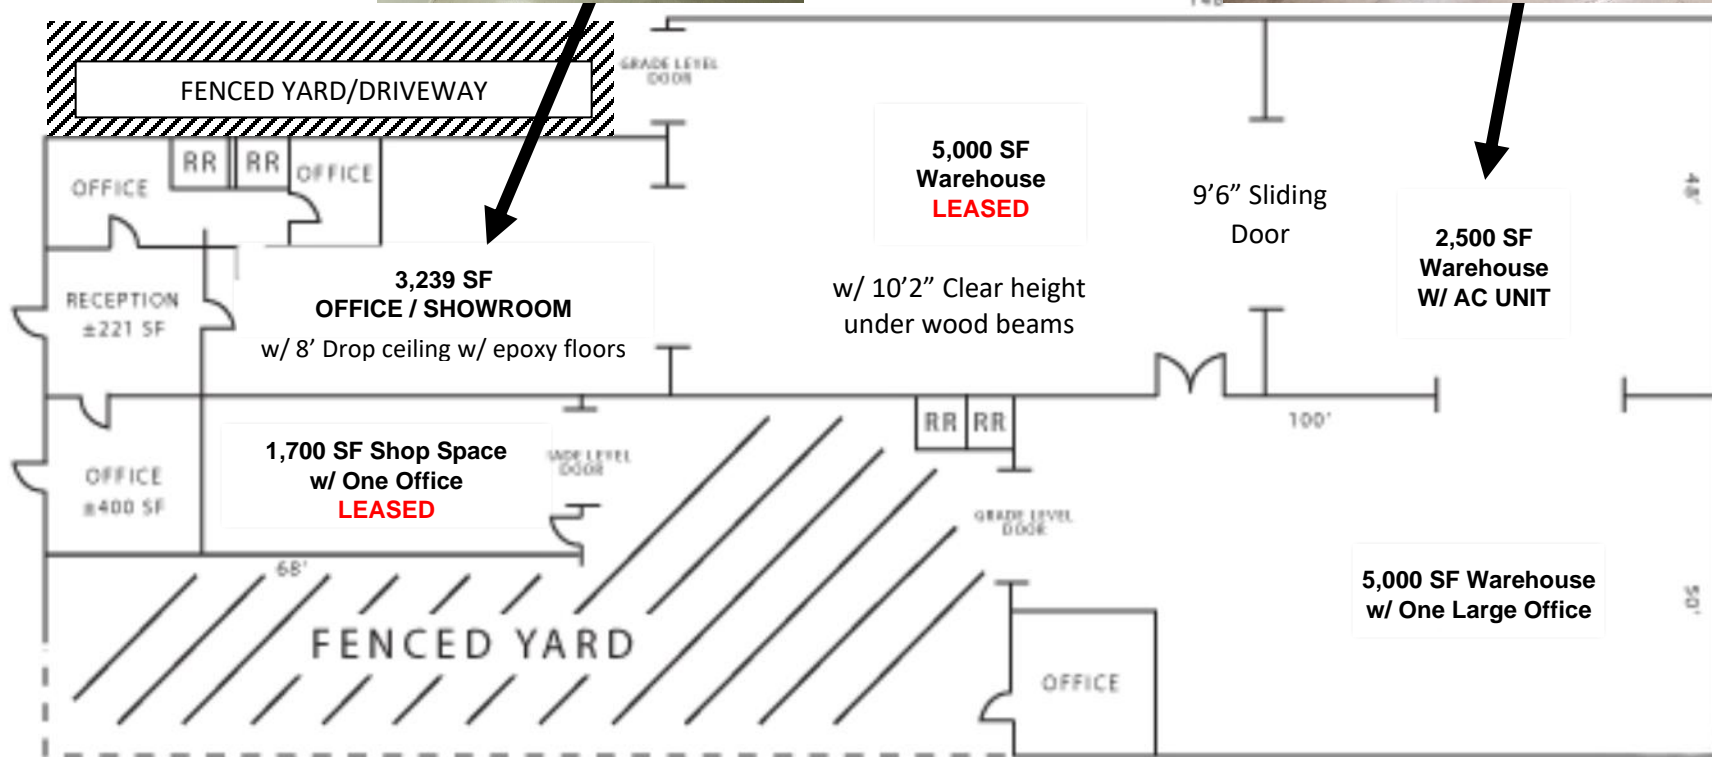 FENCED YARD/DRIVEWAY
GRADE LEVEL
DOOR
OFFICE
RR
RR
OFFICE
5,000 SF
Warehouse
LEASED
9’6” Sliding
Door
48'
2,500 SF
Warehouse
W/ AC UNIT
3,239 SF
OFFICE / SHOWROOM
w/ 8’ Drop ceiling w/ epoxy floors
RECEPTION
±221 SF
w/ 10’2” Clear height
under wood beams
RR
RR
100'
1,700 SF Shop Space
w/ One Office
LEASED
ADE LEVEL
DOOR
OFFICE
±400 SF
GRADE LEVEL
DOOR
68'
5,000 SF Warehouse
w/ One Large Office
50'
FENCED YARD
OFFICE